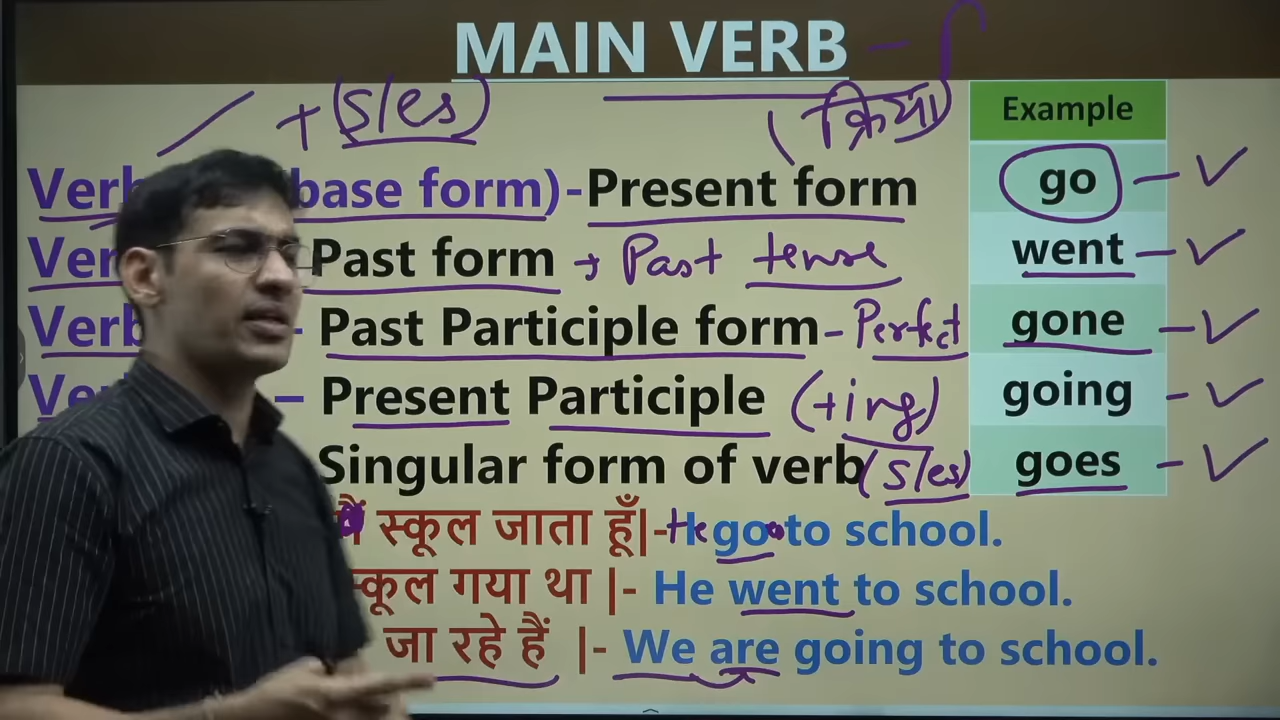 MAIN VERB -
+ (s/es) (क्रिया)
Example
Verb base form)-Present form go
Past form → Past tense went
Verb - Past Participle form - Perfect gone
– Present Participle (+ing) going
Singular form of verb (s/es) goes
स्कूल जाता हूँ|- He I go to school.
स्कूल गया था |- He went to school.
जा रहे हैं |- We are going to school.